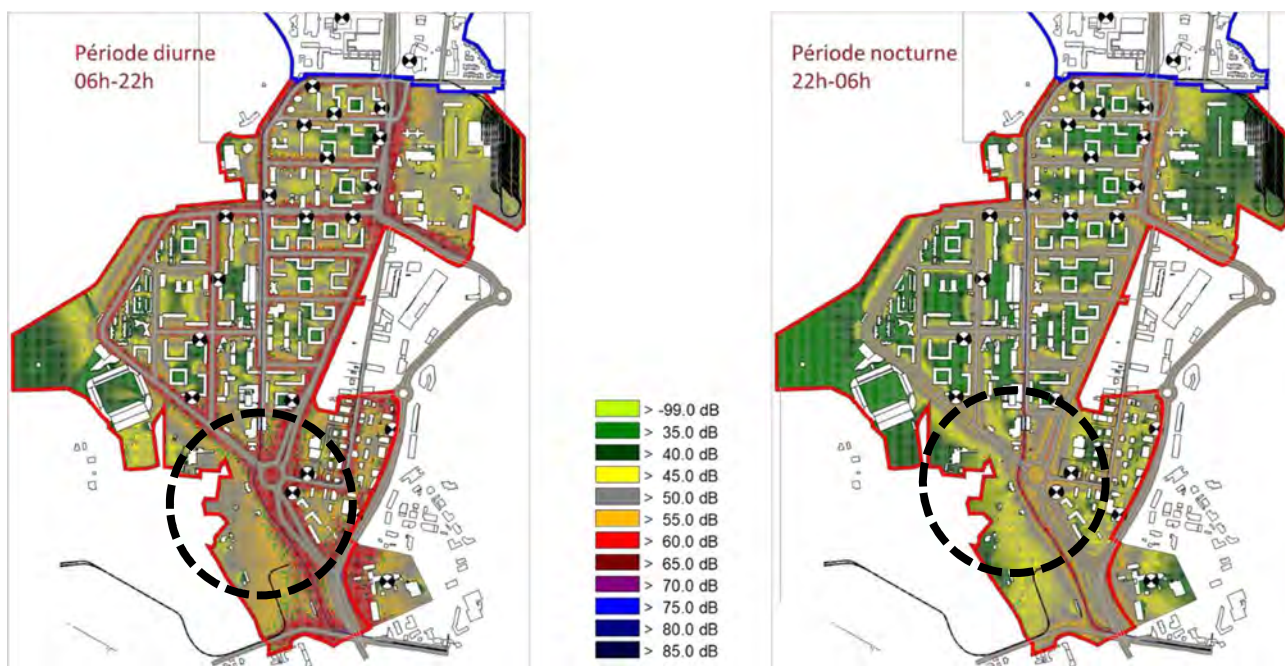 Période diurne
06h-22h
Période nocturne
22h-06h
> -99.0 dB
> 35.0 dB
> 40.0 dB
> 45.0 dB
> 50.0 dB
> 55.0 dB
> 60.0 dB
> 65.0 dB
> 70.0 dB
> 75.0 dB
> 80.0 dB
> 85.0 dB